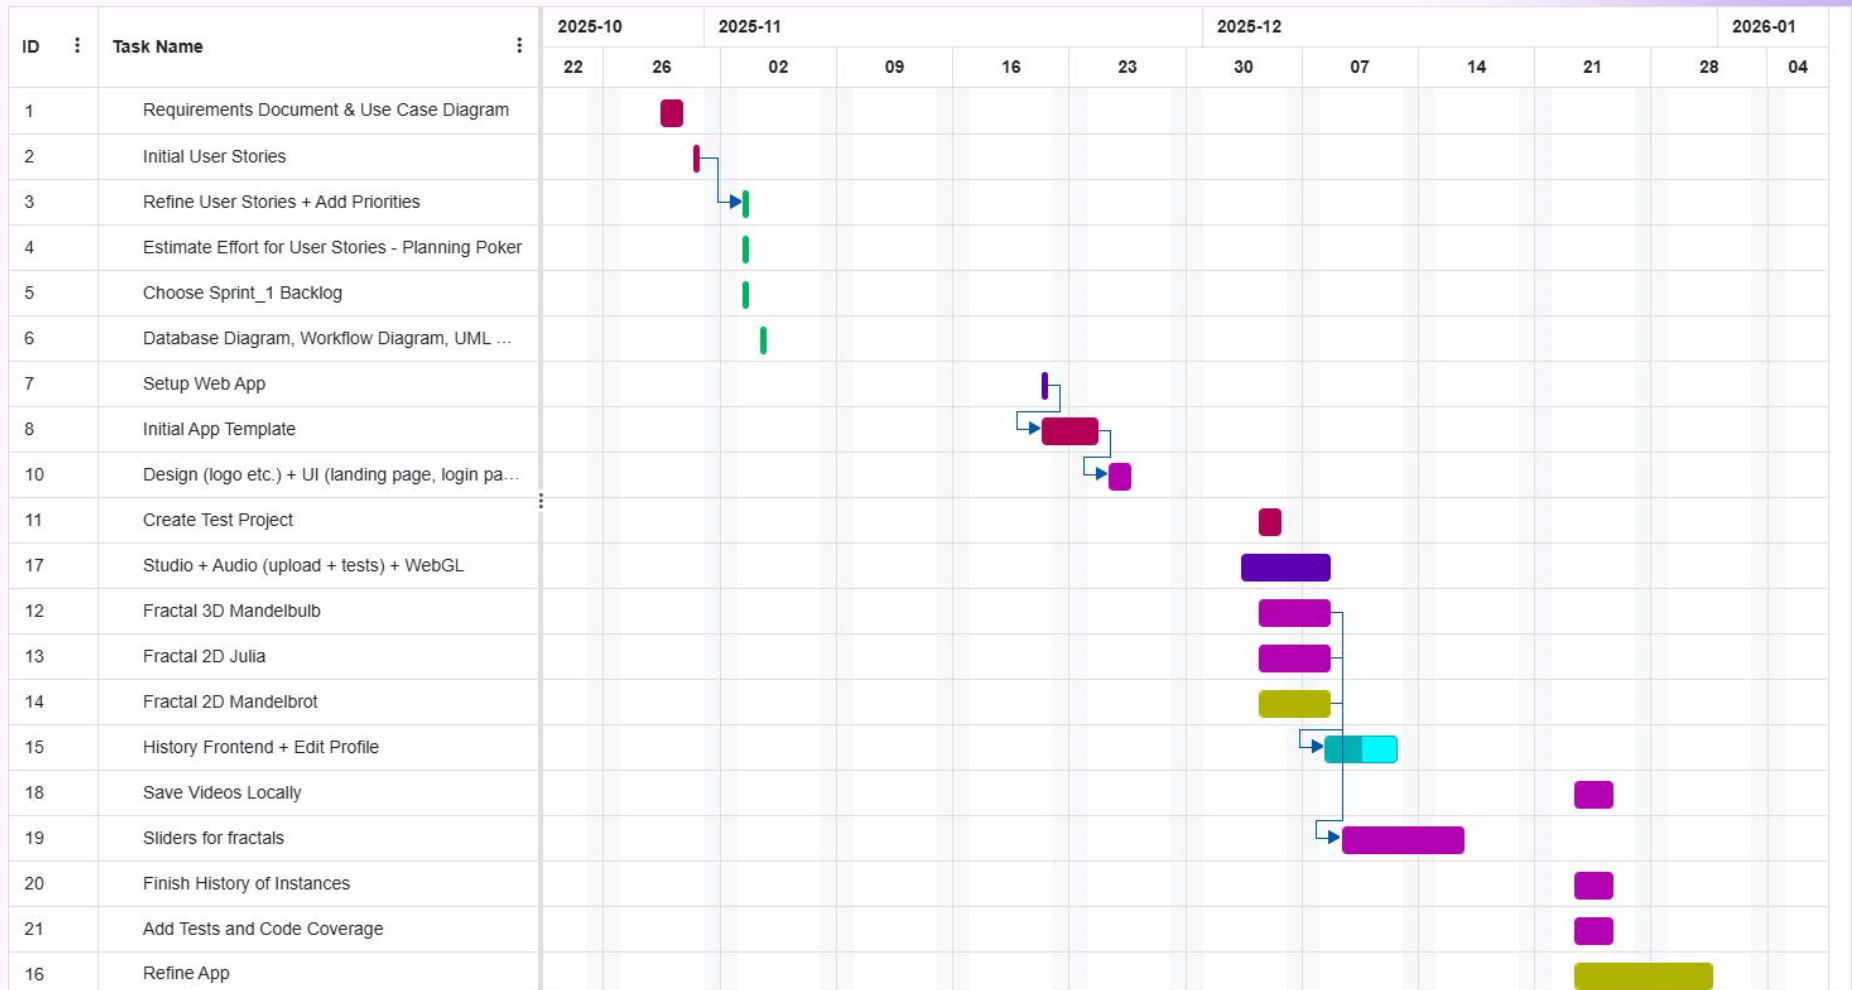 ID Task Name 2025-10 2025-11 2025-12 2026-01
22 26 02 09 16 23 30 07 14 21 28 04
1 Requirements Document & Use Case Diagram
2 Initial User Stories
3 Refine User Stories + Add Priorities
4 Estimate Effort for User Stories - Planning Poker
5 Choose Sprint_1 Backlog
6 Database Diagram, Workflow Diagram, UML ...
7 Setup Web App
8 Initial App Template
10 Design (logo etc.) + UI (landing page, login pa...
11 Create Test Project
17 Studio + Audio (upload + tests) + WebGL
12 Fractal 3D Mandelbulb
13 Fractal 2D Julia
14 Fractal 2D Mandelbrot
15 History Frontend + Edit Profile
18 Save Videos Locally
19 Sliders for fractals
20 Finish History of Instances
21 Add Tests and Code Coverage
16 Refine App